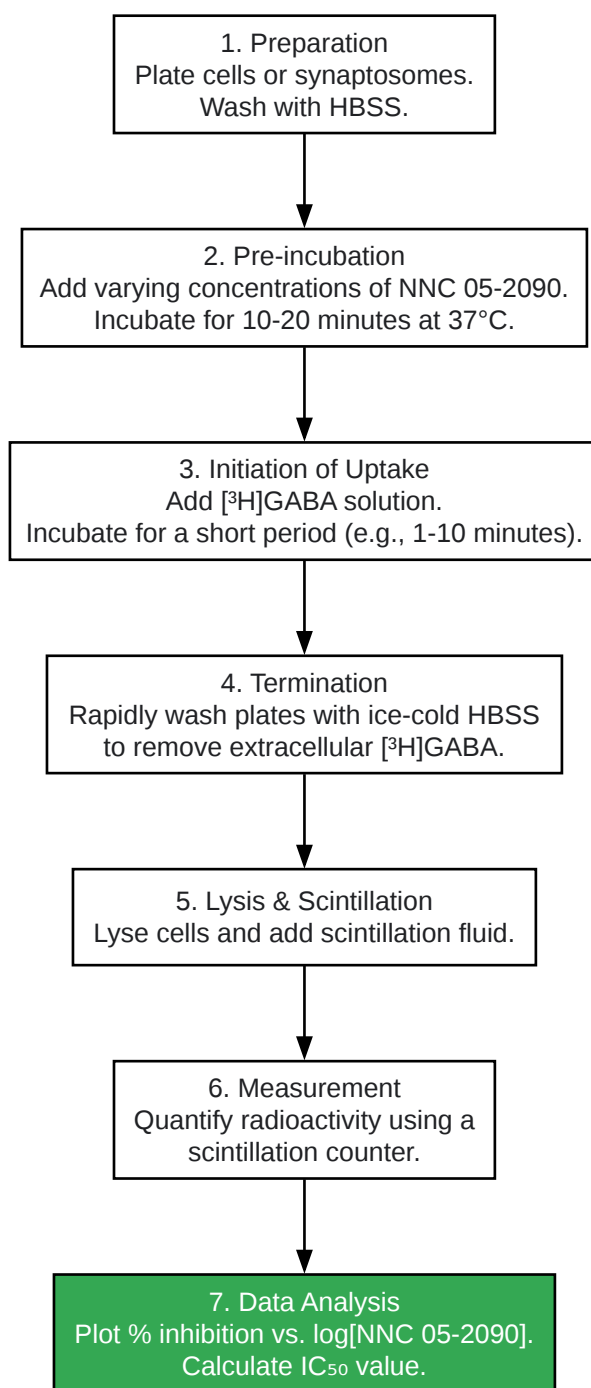 1. Preparation
Plate cells or synaptosomes.
Wash with HBSS.
2. Pre-incubation
Add varying concentrations of NNC 05-2090.
Incubate for 10-20 minutes at 37°C.
3. Initiation of Uptake
Add [³H]GABA solution.
Incubate for a short period (e.g., 1-10 minutes).
4. Termination
Rapidly wash plates with ice-cold HBSS
to remove extracellular [³H]GABA.
5. Lysis & Scintillation
Lyse cells and add scintillation fluid.
6. Measurement
Quantify radioactivity using a
scintillation counter.
7. Data Analysis
Plot % inhibition vs. log[NNC 05-2090].
Calculate IC₅₀ value.